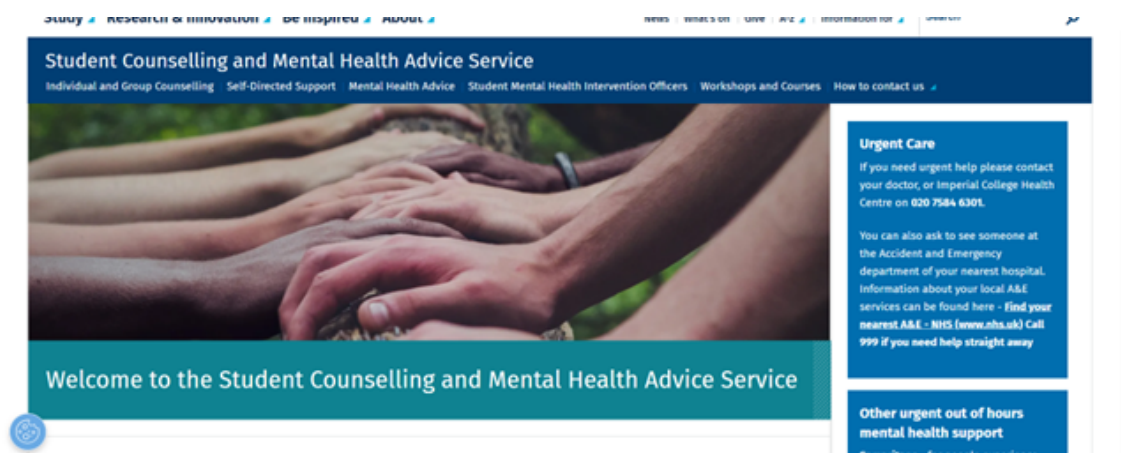 Study Research & Innovation Be Inspired About
News What's on Give A-Z Information for Search
Student Counselling and Mental Health Advice Service
Individual and Group Counselling Self-Directed Support Mental Health Advice Student Mental Health Intervention Officers Workshops and Courses How to contact us
Urgent Care
If you need urgent help please contact
your doctor, or Imperial College Health
Centre on 020 7584 6301.
You can also ask to see someone at
the Accident and Emergency
department of your nearest hospital.
Information about your local A&E
services can be found here - Find your
nearest A&E - NHS (www.nhs.uk) Call
999 if you need help straight away
Welcome to the Student Counselling and Mental Health Advice Service
Other urgent out of hours
mental health support